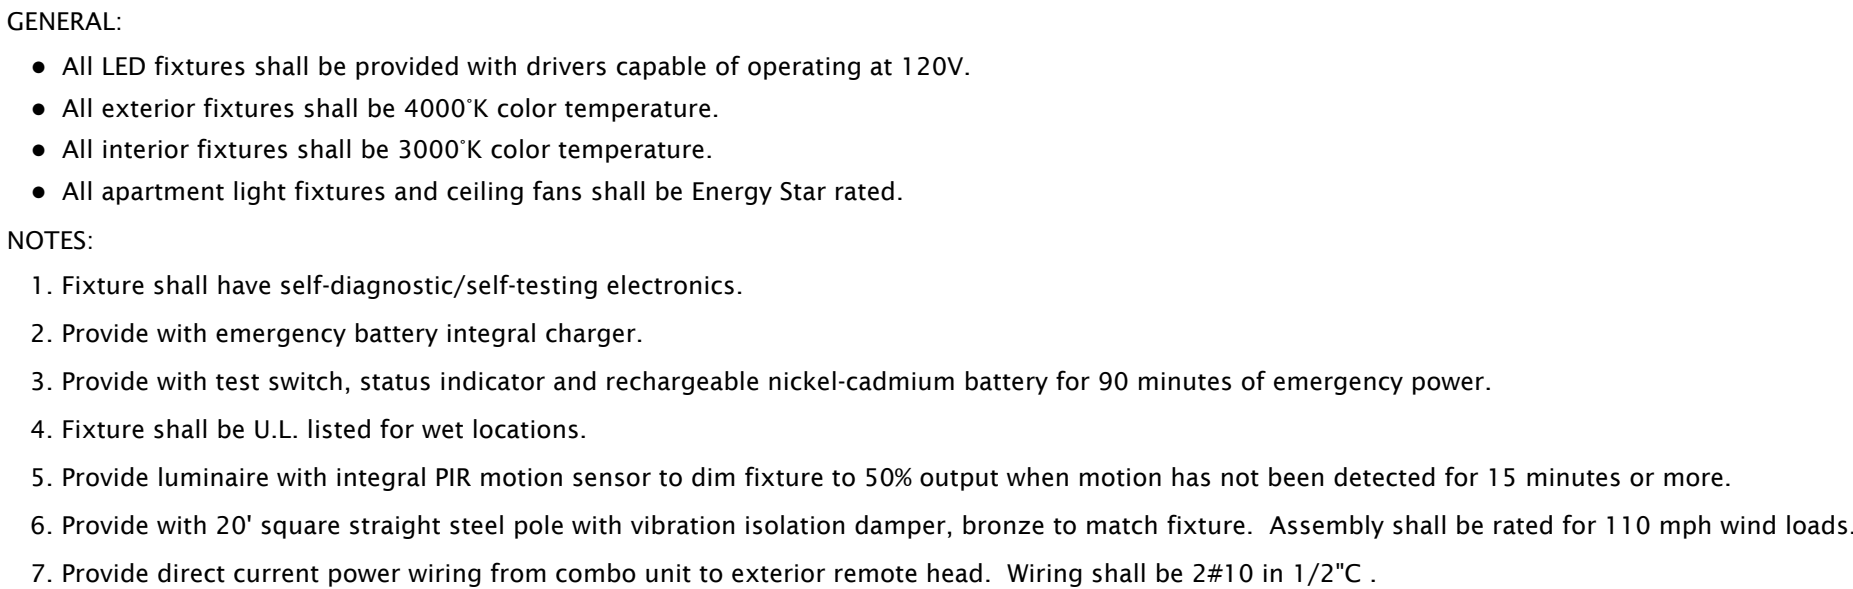 GENERAL:
● All LED fixtures shall be provided with drivers capable of operating at 120V.
● All exterior fixtures shall be 4000°K color temperature.
● All interior fixtures shall be 3000°K color temperature.
● All apartment light fixtures and ceiling fans shall be Energy Star rated.
NOTES:
1. Fixture shall have self-diagnostic/self-testing electronics.
2. Provide with emergency battery integral charger.
3. Provide with test switch, status indicator and rechargeable nickel-cadmium battery for 90 minutes of emergency power.
4. Fixture shall be U.L. listed for wet locations.
5. Provide luminaire with integral PIR motion sensor to dim fixture to 50% output when motion has not been detected for 15 minutes or more.
6. Provide with 20' square straight steel pole with vibration isolation damper, bronze to match fixture.  Assembly shall be rated for 110 mph wind loads.
7. Provide direct current power wiring from combo unit to exterior remote head.  Wiring shall be 2#10 in 1/2"C .